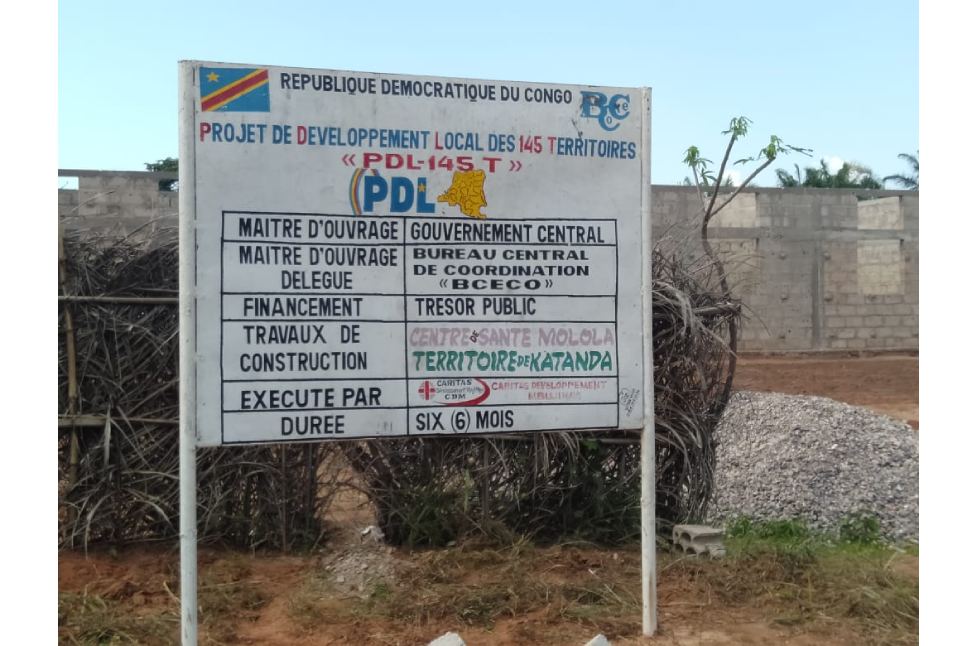 REPUBLIQUE DEMOCRATIQUE DU CONGO
BCeCo
PROJET DE DEVELOPPEMENT LOCAL DES 145 TERRITOIRES
« PDL-145 T »
PDL
MAITRE D'OUVRAGE GOUVERNEMENT CENTRAL
MAITRE D'OUVRAGE DELEGUE BUREAU CENTRAL
DE COORDINATION
«BCECO»
FINANCEMENT TRESOR PUBLIC
TRAVAUX DE CONSTRUCTION CENTRE de SANTE MOLOLA
TERRITOIRE de KATANDA
EXECUTE PAR CARITAS
CDM
CARITAS DEVELOPPEMENT
DUREE SIX (6) MOIS